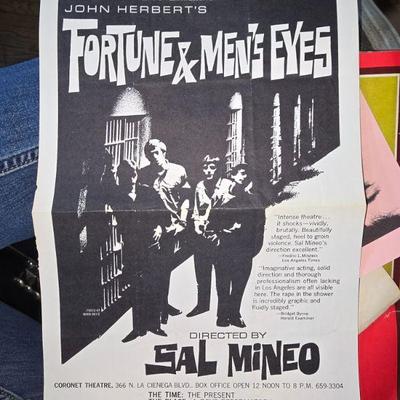 JOHN HERBERT'S
FORTUNE & MEN'S EYES
"Intense theatre...
it shocks—vividly,
brutally. Beautifully
staged, feel to groin
violence. Sal Mineo's
direction excellent."
Los Angeles Times
"Imaginative acting, solid
direction and thorough
professionalism often lacking
in Los Angeles are all visible
here. The rape in the shower
is incredibly graphic and
fluidly staged."
—Bridget Byrne
Herald Examiner
DIRECTED BY
SAL MINEO
CORONET THEATRE, 366 N. LA CIENEGA BLVD.. BOX OFFICE OPEN 12 NOON TO 8 P.M. 659-3304
THE TIME: THE PRESENT